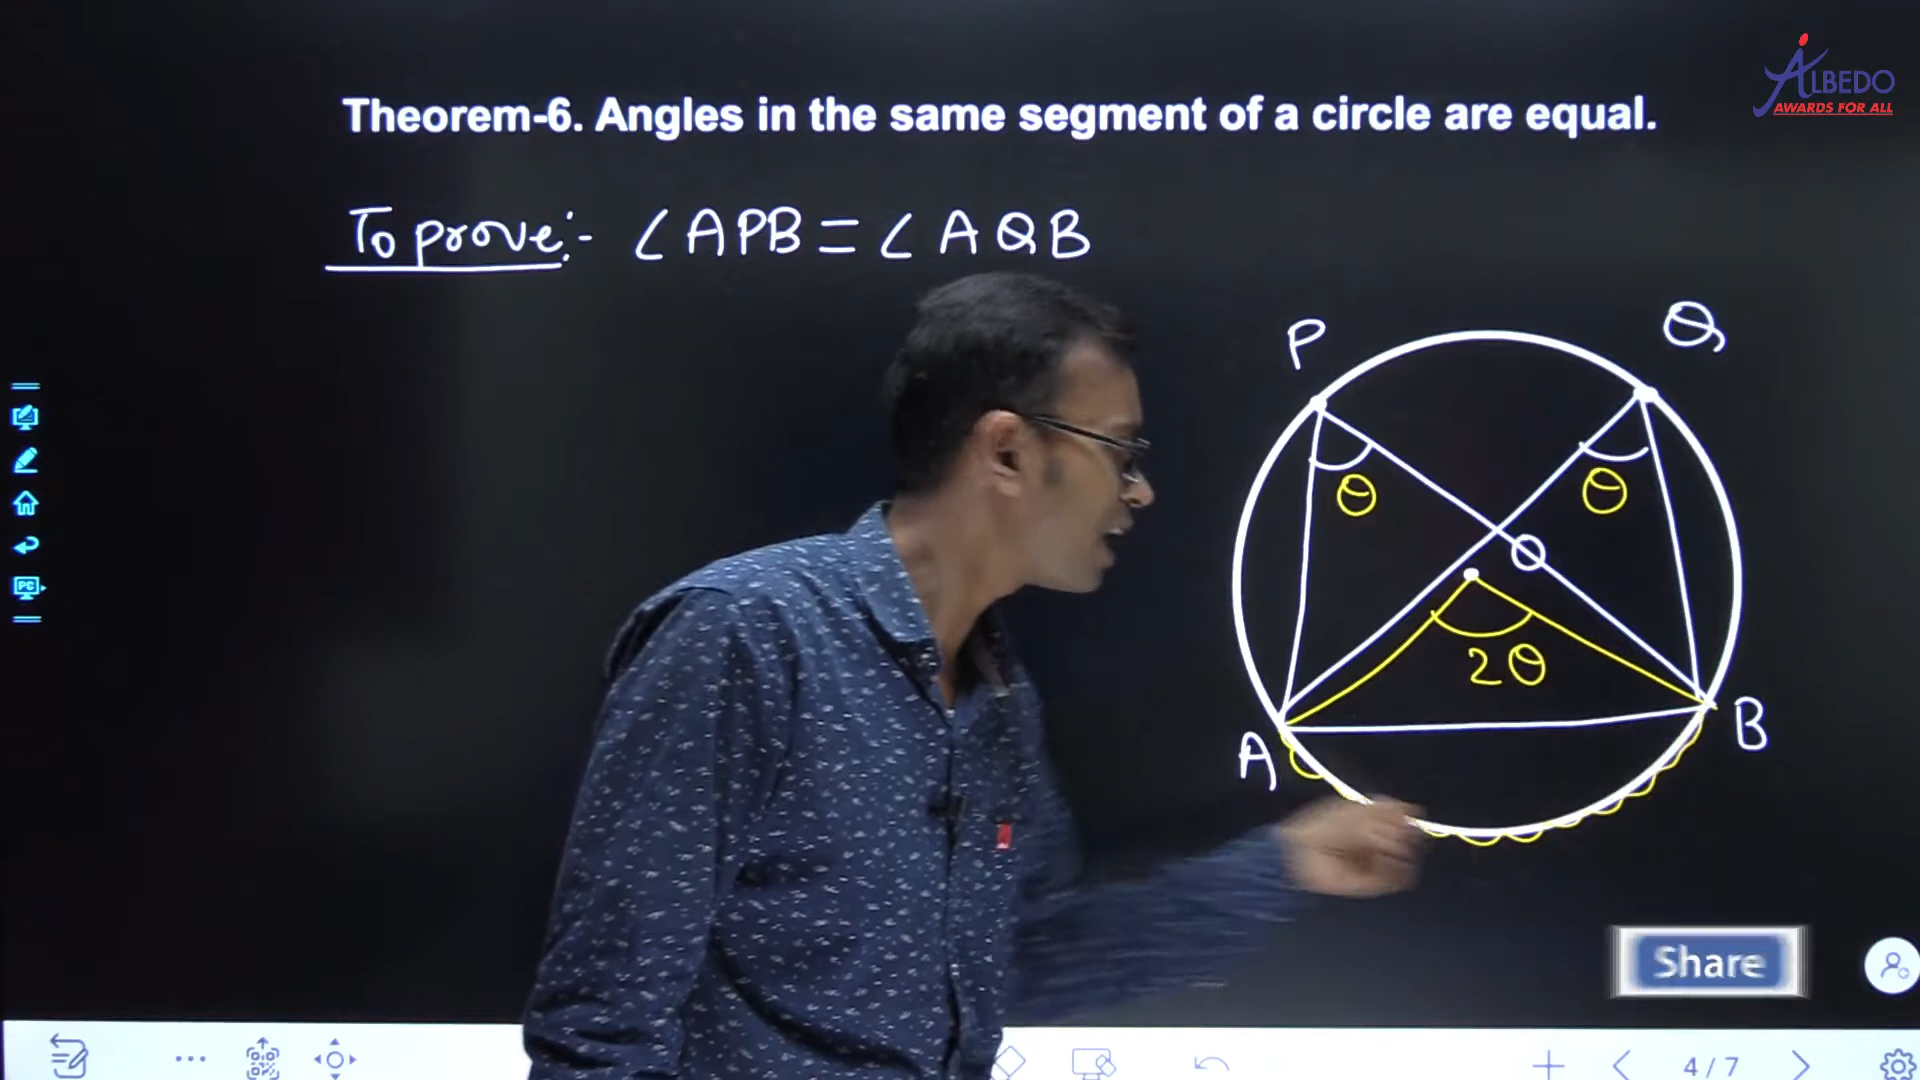 ALBEDO
AWARDS FOR ALL
Theorem-6. Angles in the same segment of a circle are equal.
To prove:- ∠APB = ∠AQB
P
Q
θ
θ
O
2θ
A
B
Share
PC
4/7